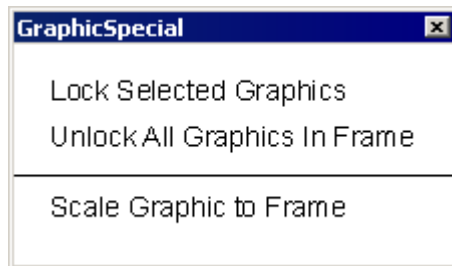 GraphicSpecial
Lock Selected Graphics
Unlock All Graphics In Frame
Scale Graphic to Frame